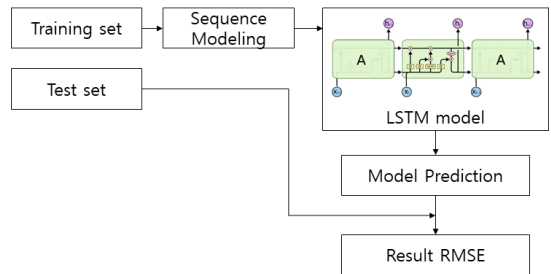 Training set
Sequence
Modeling
A
A
LSTM model
Test set
Model Prediction
Result RMSE